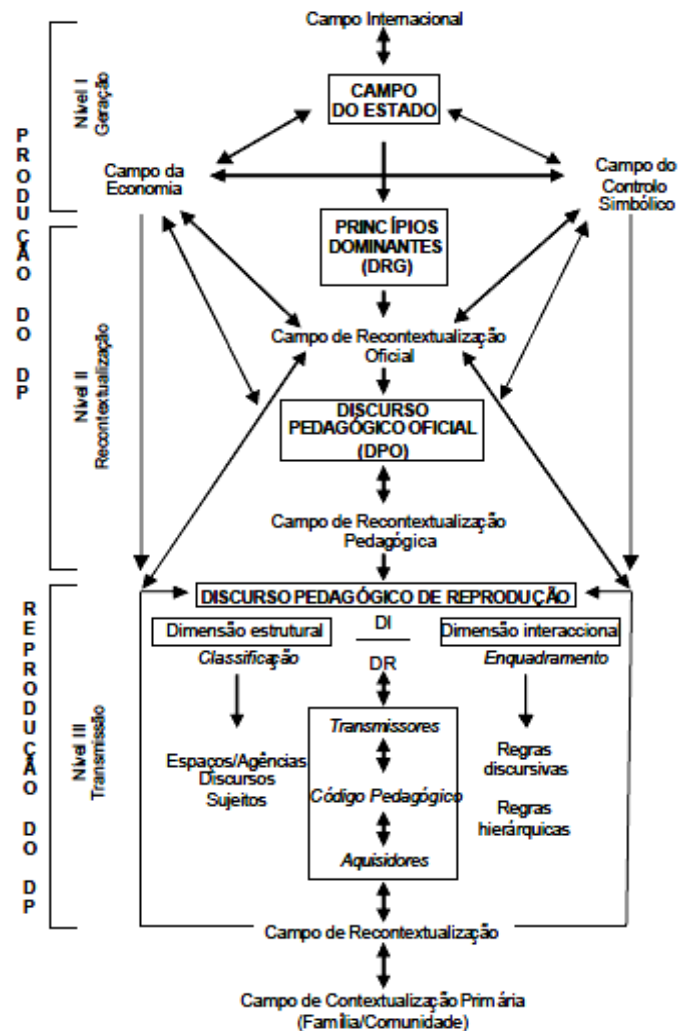 Campo Internacional
CAMPO
DO ESTADO
Campo da
Economia
Campo do
Controlo
Simbólico
PRINCÍPIOS
DOMINANTES
(DRG)
Campo de Recontextualização
Oficial
DISCURSO
PEDAGÓGICO OFICIAL
(DPO)
Campo de Recontextualização
Pedagógica
DISCURSO PEDAGÓGICO DE REPRODUÇÃO
Dimensão estrutural
Classificação
DI
DR
Dimensão interaccional
Enquadramento
Espaços/Agências
Discursos
Sujeitos
Transmissores
Código Pedagógico
Aquisidores
Regras
discursivas
Regras
hierárquicas
Campo de Recontextualização
Campo de Contextualização Primária
(Família/Comunidade)
PRODUÇÃO DO DP
Nível I
Geração
Nível II
Recontextualização
REPRODUÇÃO DO DP
Nível III
Transmissão